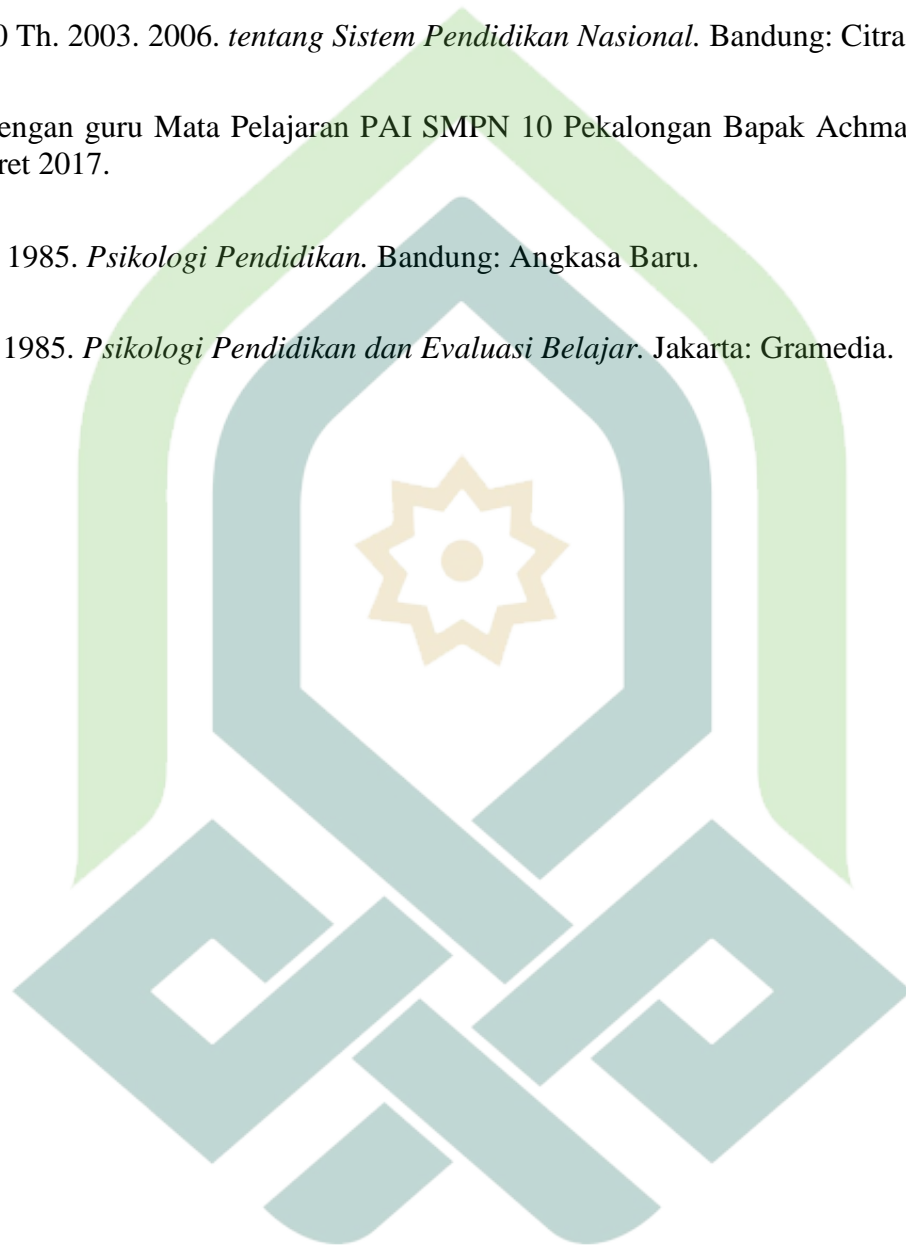 Th. 2003. 2006. tentang Sistem Pendidikan Nasional. Bandung: Citra
engan guru Mata Pelajaran PAI SMPN 10 Pekalongan Bapak Achma
ret 2017.
1985. Psikologi Pendidikan. Bandung: Angkasa Baru.
1985. Psikologi Pendidikan dan Evaluasi Belajar. Jakarta: Gramedia.